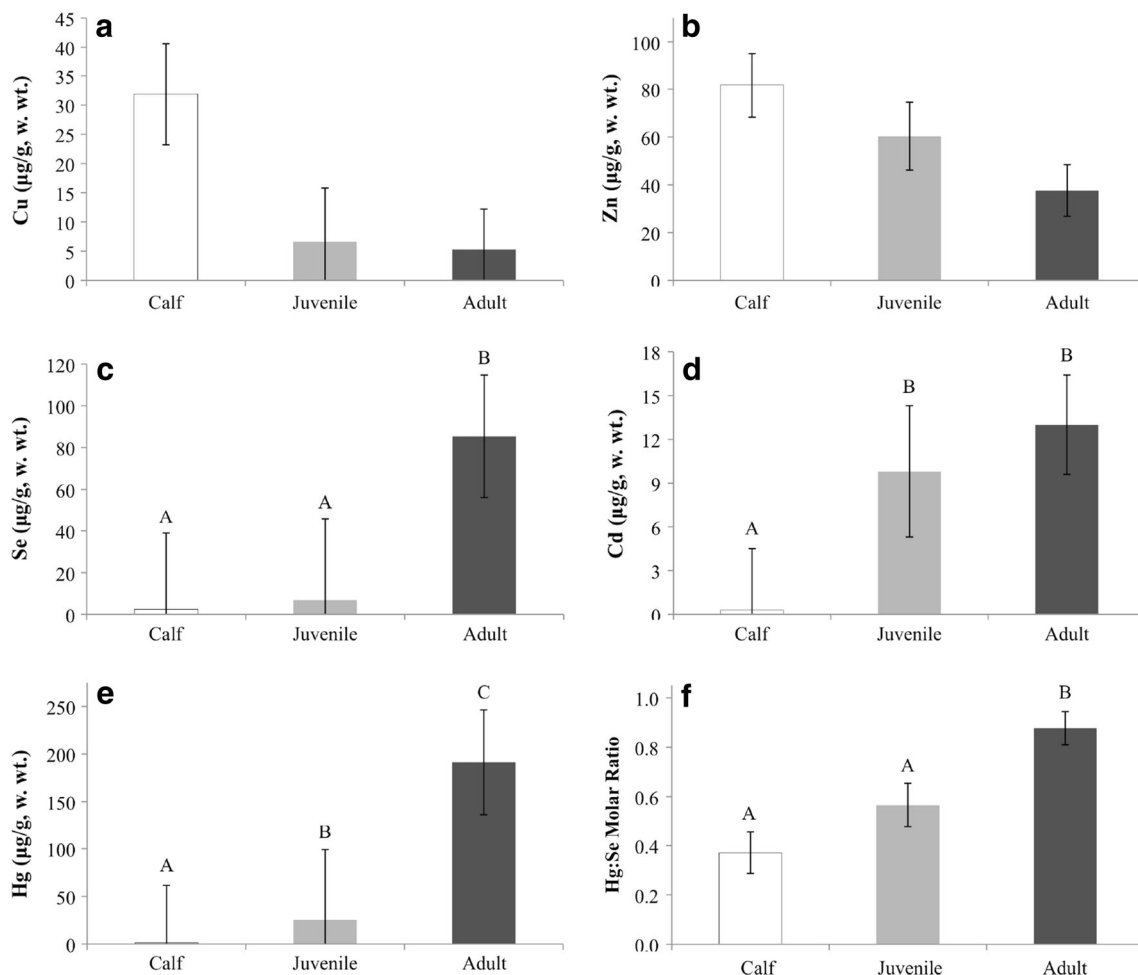 a
45
40
35
30
25
20
15
10
5
0
Cu (µg/g, w. wt.)
Calf Juvenile Adult
b
100
80
60
40
20
0
Zn (µg/g, w. wt.)
Calf Juvenile Adult
c
120
100
80
60
40
20
0
Se (µg/g, w. wt.)
A A B
Calf Juvenile Adult
d
18
15
12
9
6
3
0
Cd (µg/g, w. wt.)
A B B
Calf Juvenile Adult
e
250
200
150
100
50
0
Hg (µg/g, w. wt.)
A B C
Calf Juvenile Adult
f
1.0
0.8
0.6
0.4
0.2
0.0
Hg:Se Molar Ratio
A A B
Calf Juvenile Adult